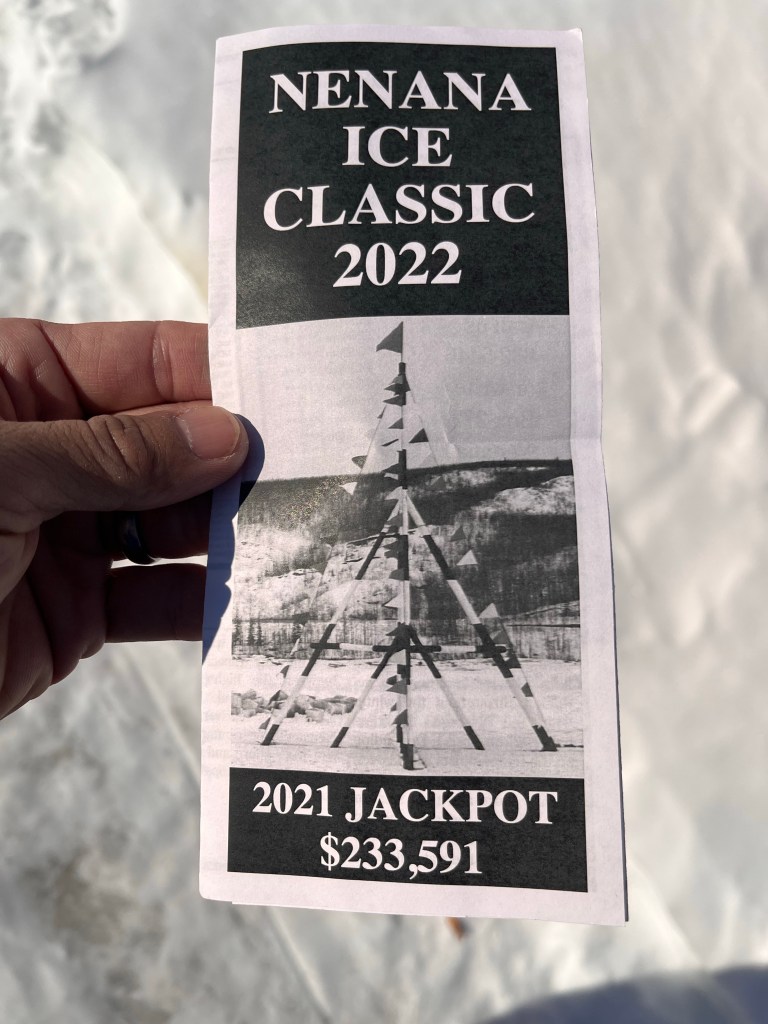 NENANA
ICE
CLASSIC
2022
2021 JACKPOT
$233,591